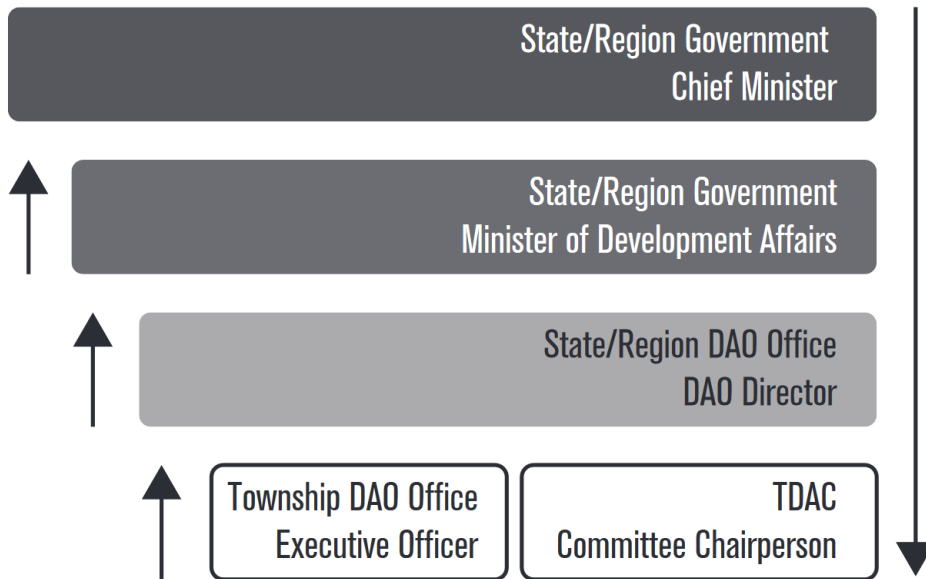 State/Region Government
Chief Minister
State/Region Government
Minister of Development Affairs
State/Region DAO Office
DAO Director
Township DAO Office
Executive Officer
TDAC
Committee Chairperson